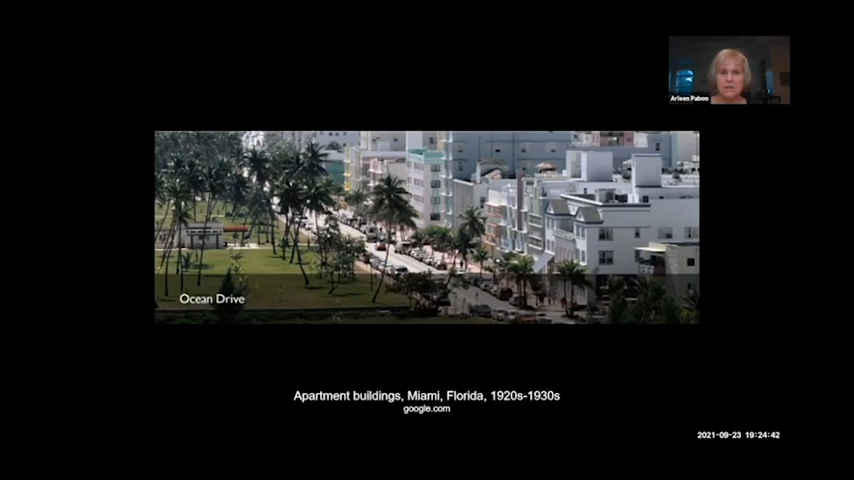 Arleen Pabon
Ocean Drive
Apartment buildings, Miami, Florida, 1920s-1930s
google.com
2021-09-23 19:24:42